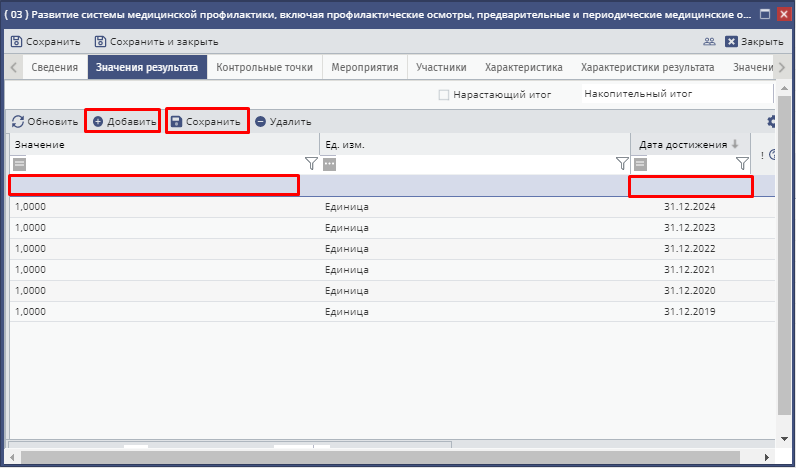 ( 03 ) Развитие системы медицинской профилактики, включая профилактические осмотры, предварительные и периодические медицинские о...
Сохранить Сохранить и закрыть Закрыть
Сведения Значения результата Контрольные точки Мероприятия Участники Характеристика Характеристики результата Значени
Нарастающий итог Накопительный итог
Обновить Добавить Сохранить Удалить
Значение Ед. изм. Дата достижения !
1,0000 Единица 31.12.2024
1,0000 Единица 31.12.2023
1,0000 Единица 31.12.2022
1,0000 Единица 31.12.2021
1,0000 Единица 31.12.2020
1,0000 Единица 31.12.2019